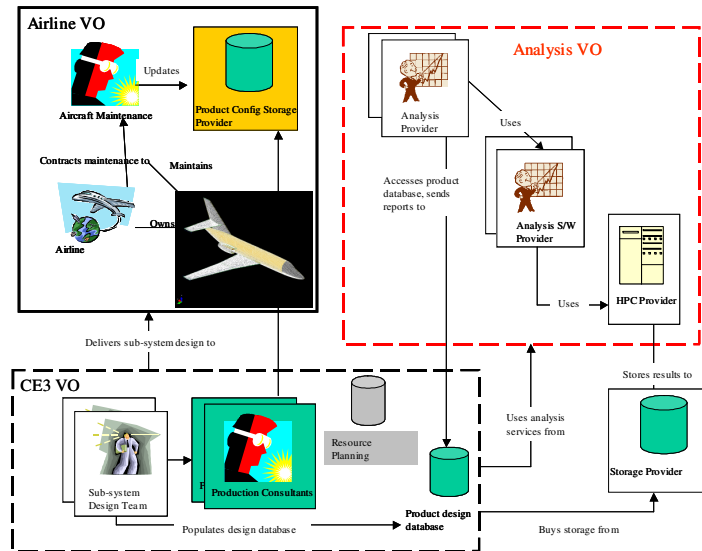 Airline VO
Updates
Aircraft Maintenance
Product Config Storage
Provider
Contracts maintenance to
Maintains
Owns
Airline
Analysis VO
Analysis
Provider
Uses
Accesses product
database, sends
reports to
Analysis S/W
Provider
Uses
HPC Provider
Delivers sub-system design to
Stores results to
CE3 VO
Resource
Planning
Uses analysis
services from
Storage Provider
Sub-system
Design Team
P
Production Consultants
Product design
database
Populates design database
Buys storage from